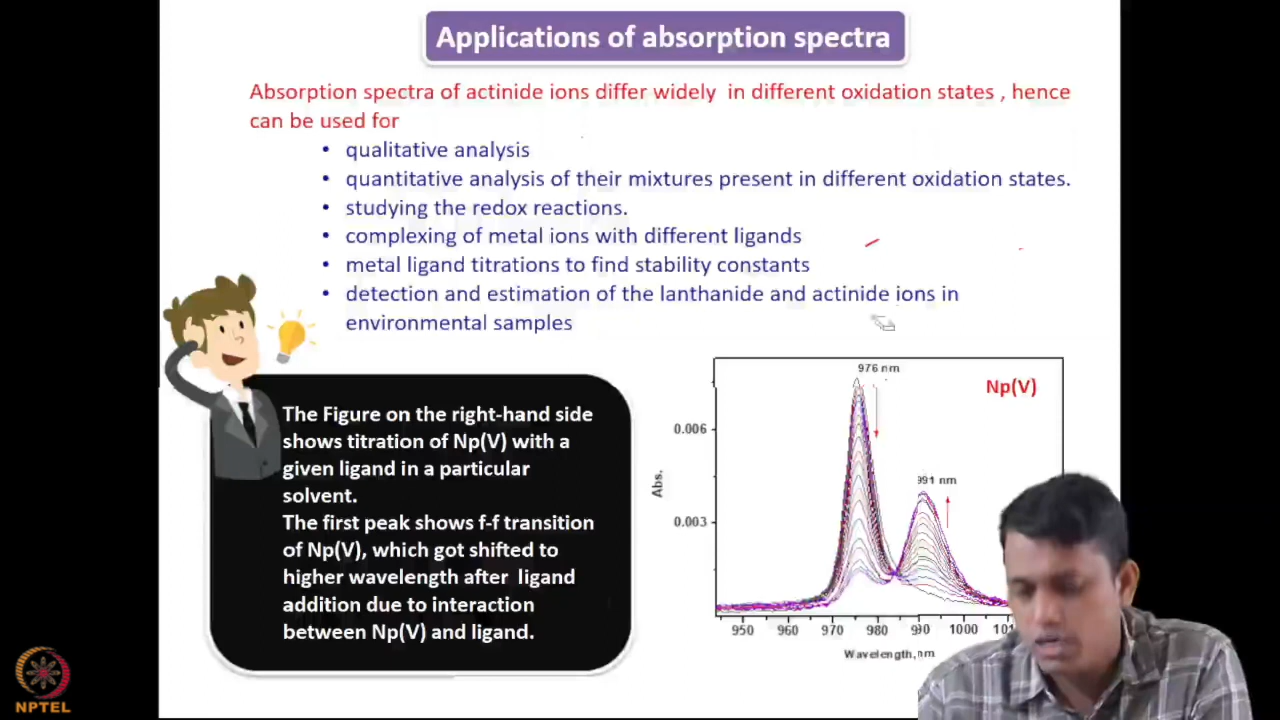 Applications of absorption spectra
Absorption spectra of actinide ions differ widely in different oxidation states , hence
can be used for
• qualitative analysis
• quantitative analysis of their mixtures present in different oxidation states.
• studying the redox reactions.
• complexing of metal ions with different ligands
• metal ligand titrations to find stability constants
• detection and estimation of the lanthanide and actinide ions in
environmental samples
The Figure on the right-hand side
shows titration of Np(V) with a
given ligand in a particular
solvent.
The first peak shows f-f transition
of Np(V), which got shifted to
higher wavelength after ligand
addition due to interaction
between Np(V) and ligand.
976 nm
Np(V)
991 nm
0.006
0.003
Abs.
950 960 970 980 990 1000
Wavelength, nm
NPTEL